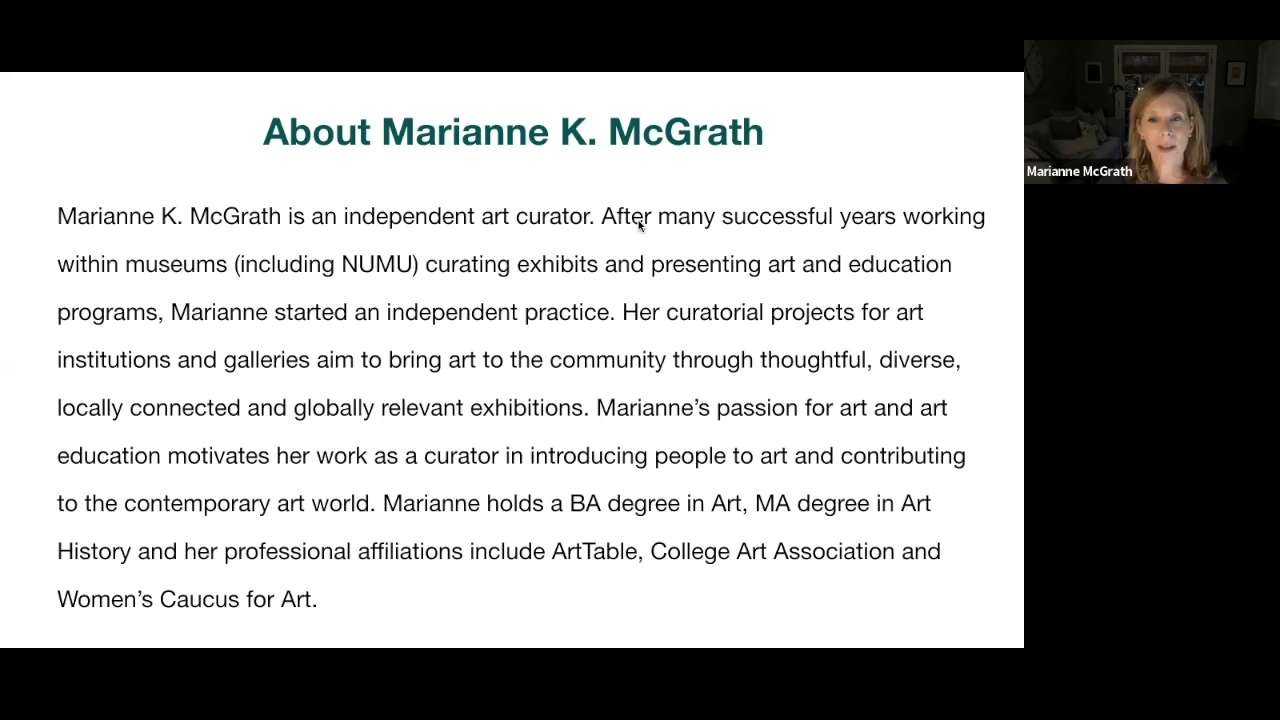 About Marianne K. McGrath
Marianne McGrath
Marianne K. McGrath is an independent art curator. After many successful years working
within museums (including NUMU) curating exhibits and presenting art and education
programs, Marianne started an independent practice. Her curatorial projects for art
institutions and galleries aim to bring art to the community through thoughtful, diverse,
locally connected and globally relevant exhibitions. Marianne’s passion for art and art
education motivates her work as a curator in introducing people to art and contributing
to the contemporary art world. Marianne holds a BA degree in Art, MA degree in Art
History and her professional affiliations include ArtTable, College Art Association and
Women’s Caucus for Art.